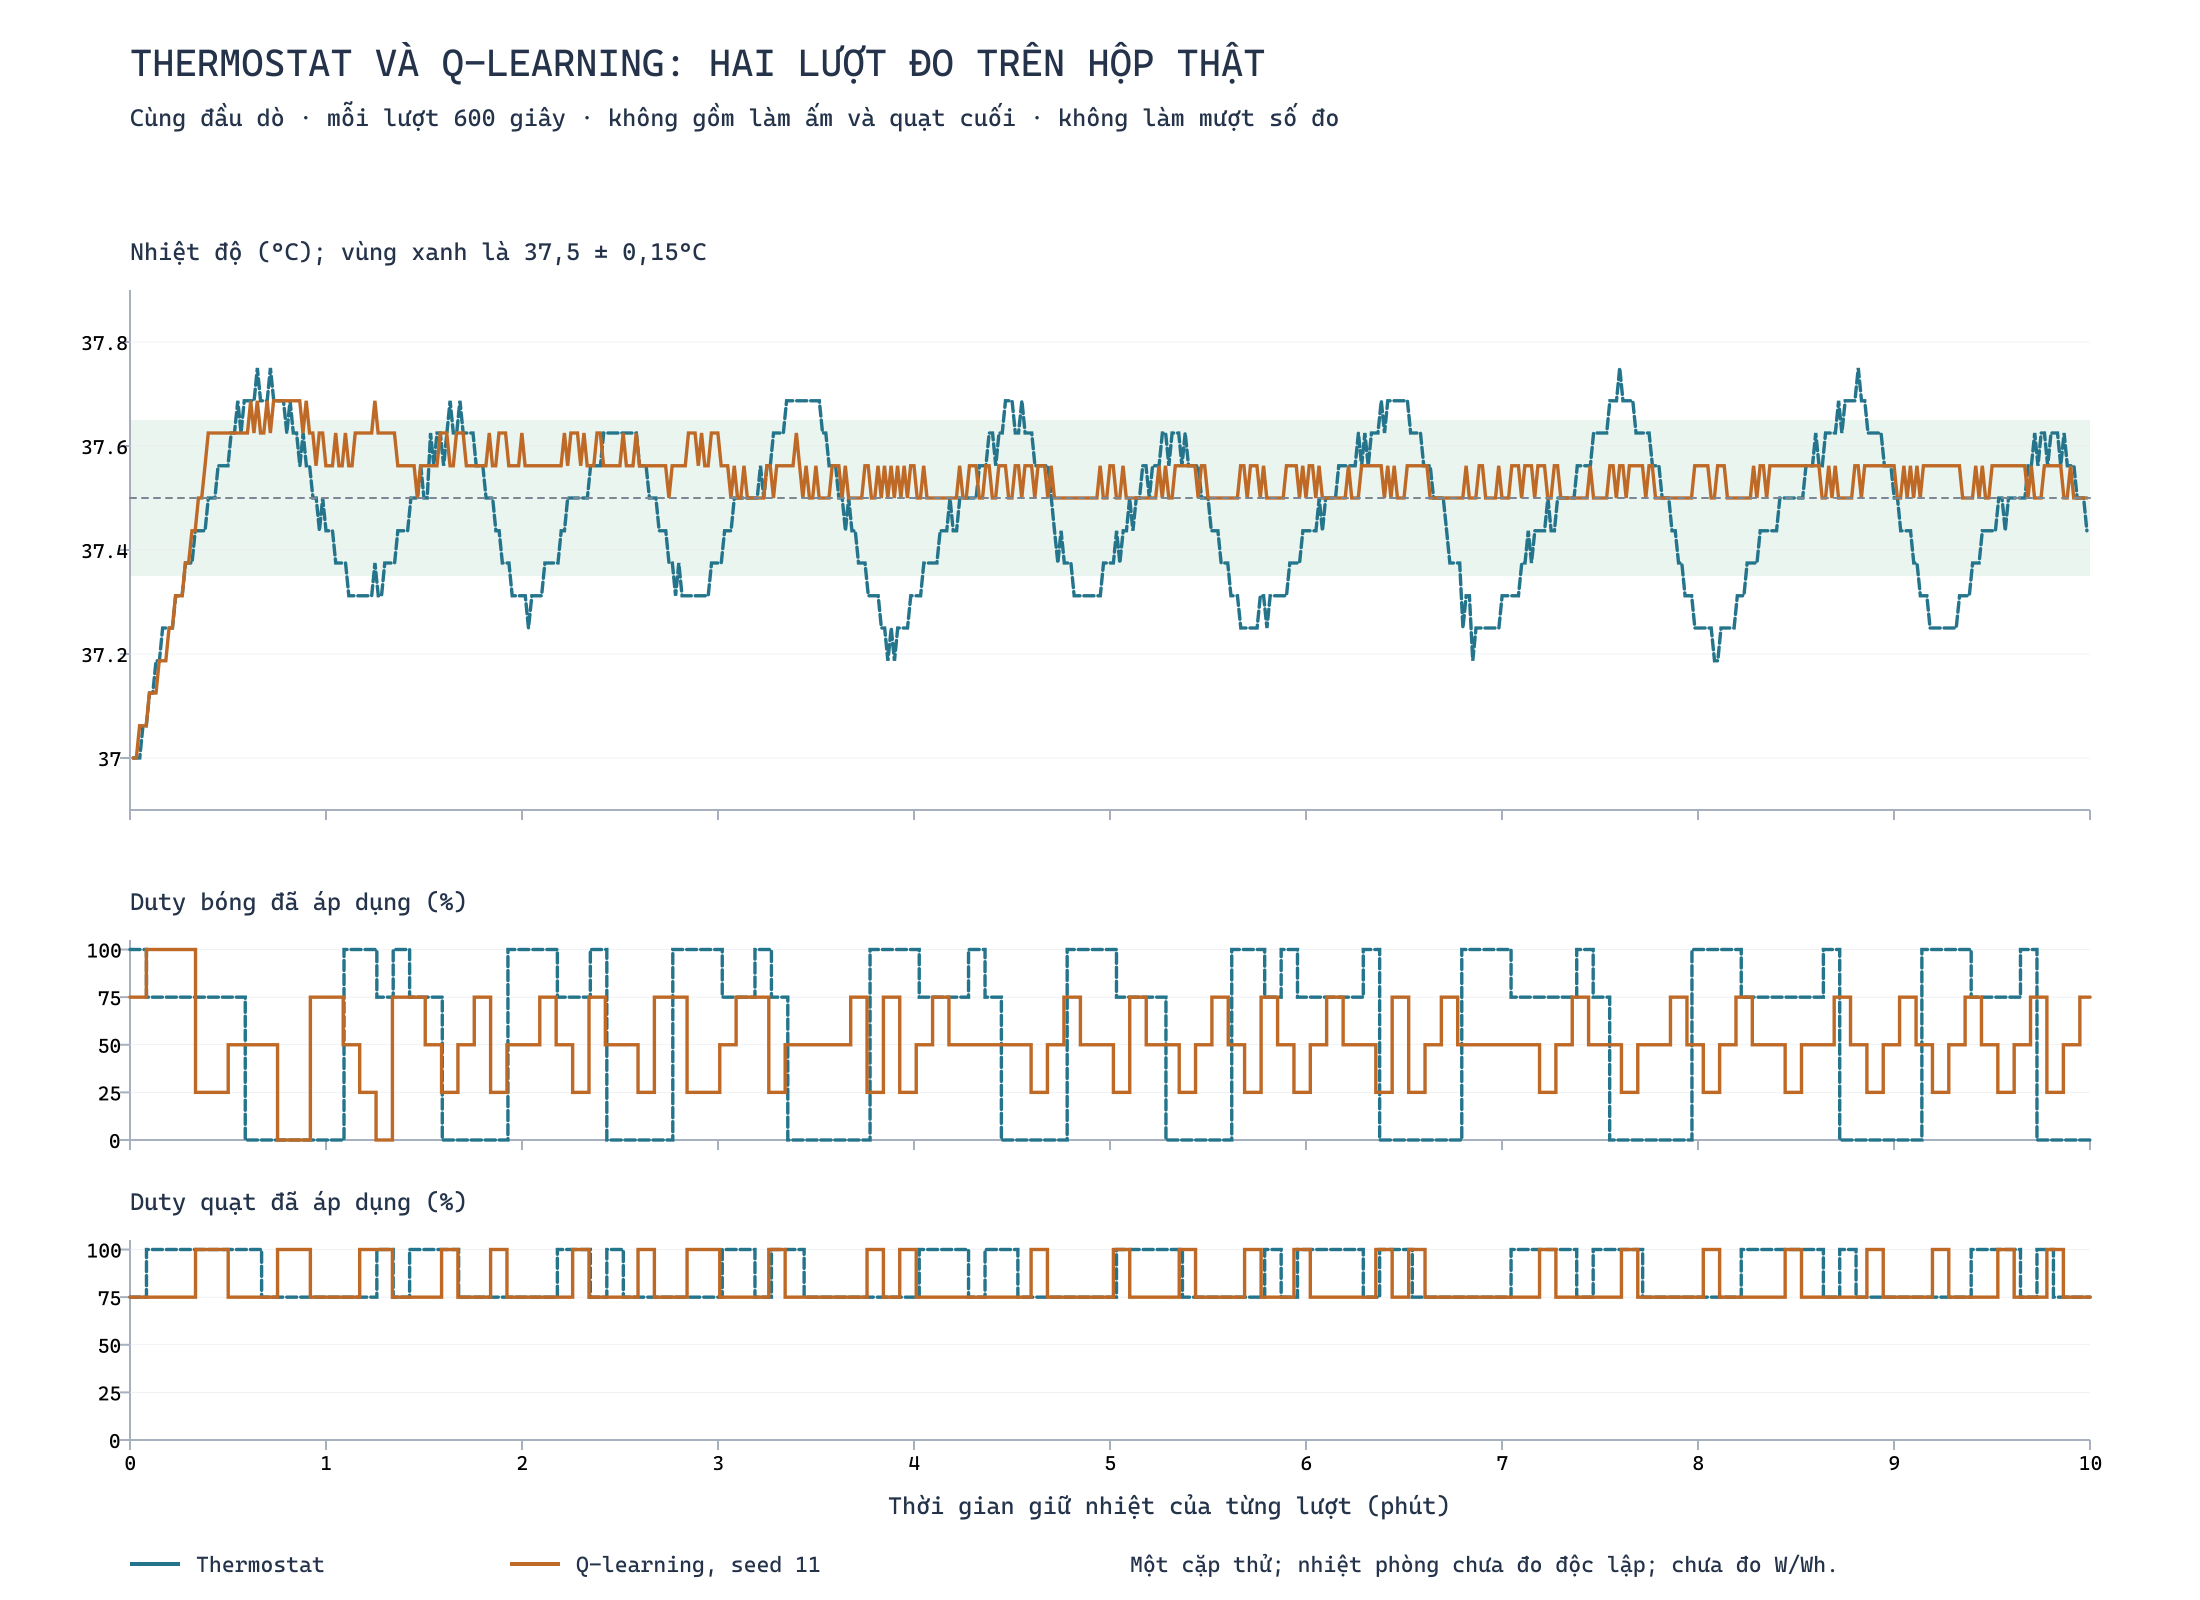 THERMOSTAT VÀ Q-LEARNING: HAI LƯỢT ĐO TRÊN HỘP THẬT
Cùng đầu dò · mỗi lượt 600 giây · không gồm làm ấm và quạt cuối · không làm mượt số đo
Nhiệt độ (°C); vùng xanh là 37,5 ± 0,15°C
37.8
37.6
37.4
37.2
37
Duty bóng đã áp dụng (%)
100
75
50
25
0
Duty quạt đã áp dụng (%)
100
75
50
25
0
0 1 2 3 4 5 6 7 8 9 10
Thời gian giữ nhiệt của từng lượt (phút)
Thermostat Q-learning, seed 11 Một cặp thử; nhiệt phòng chưa đo độc lập; chưa đo W/Wh.